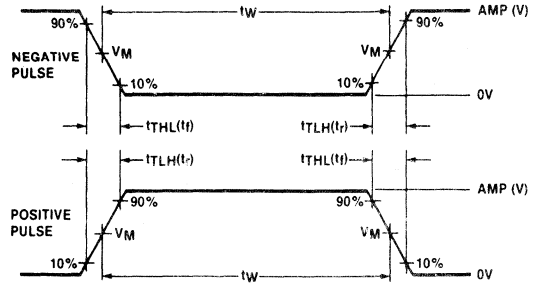 tW
90%
90%
AMP (V)
NEGATIVE
PULSE
VM
VM
10%
10%
0V
tTHL(tf)
tTLH(tr)
tTLH(tr)
tTHL(tf)
AMP (V)
90%
90%
POSITIVE
PULSE
VM
VM
10%
10%
tW
0V